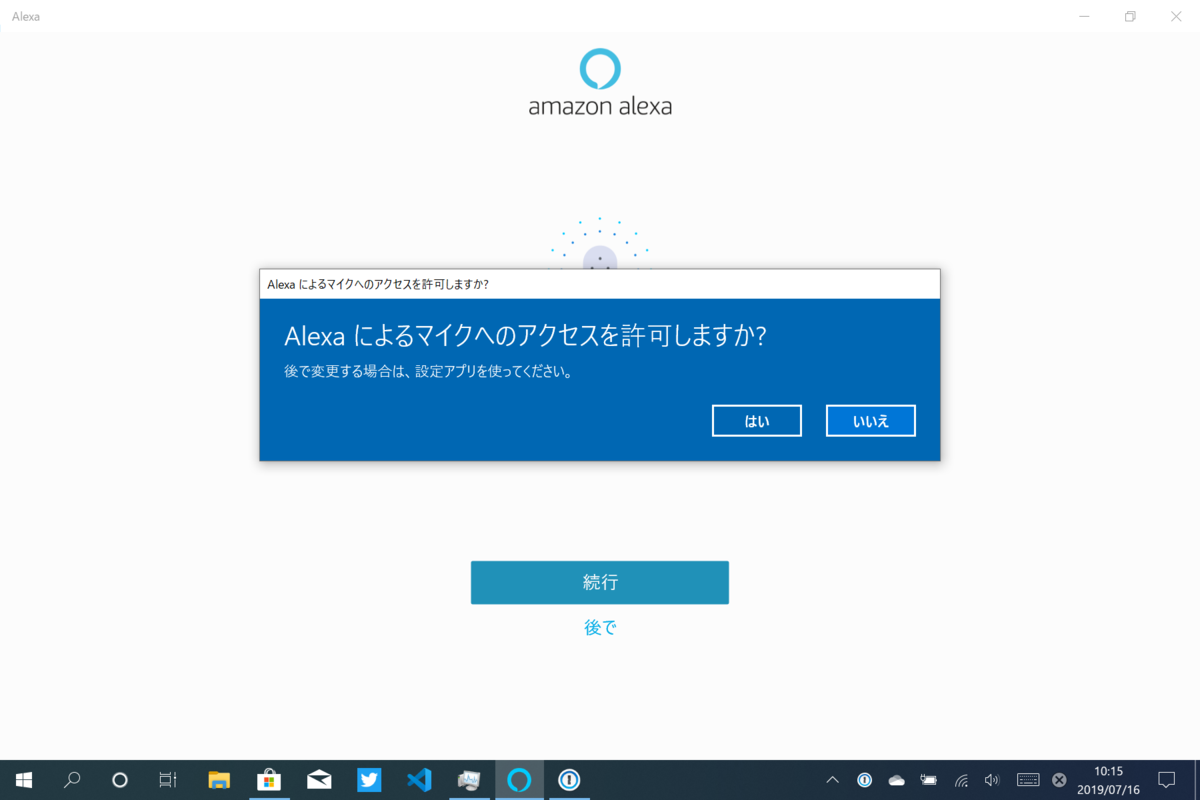 Alexa
amazon alexa
Alexa によるマイクへのアクセスを許可しますか?
Alexa によるマイクへのアクセスを許可しますか?
後で変更する場合は、設定アプリを使ってください。
はい
いいえ
続行
後で
10:15
2019/07/16